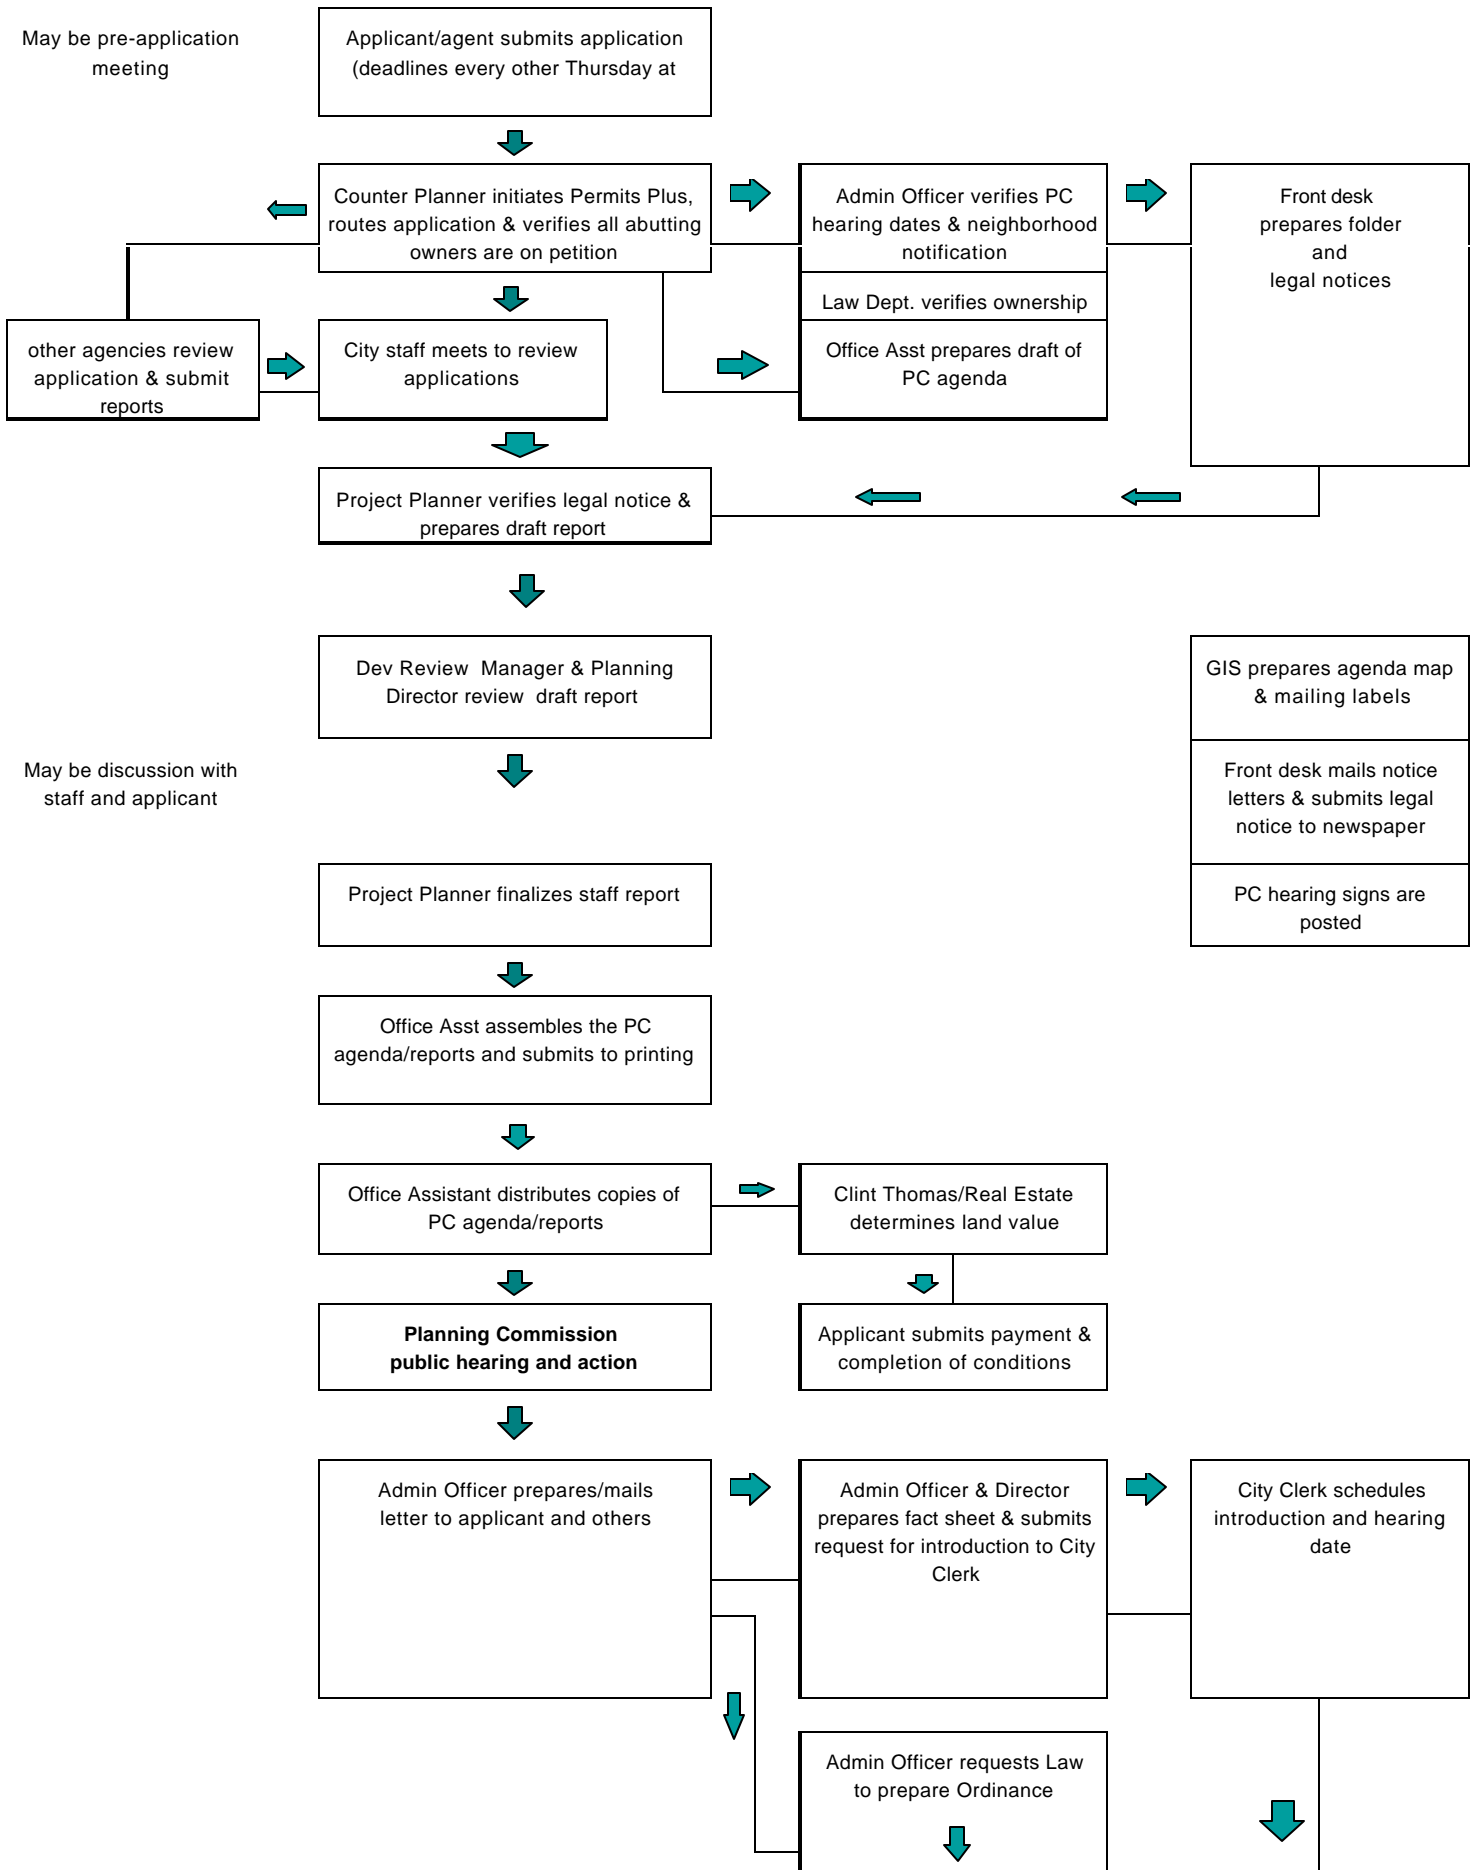 May be pre-application
meeting
Applicant/agent submits application
(deadlines every other Thursday at
Counter Planner initiates Permits Plus,
routes application & verifies all abutting
owners are on petition
Admin Officer verifies PC
hearing dates & neighborhood
notification
Front desk
prepares folder
and
legal notices
Law Dept. verifies ownership
other agencies review
application & submit
reports
City staff meets to review
applications
Office Asst prepares draft of
PC agenda
Project Planner verifies legal notice &
prepares draft report
Dev Review Manager & Planning
Director review draft report
GIS prepares agenda map
& mailing labels
May be discussion with
staff and applicant
Front desk mails notice
letters & submits legal
notice to newspaper
Project Planner finalizes staff report
PC hearing signs are
posted
Office Asst assembles the PC
agenda/reports and submits to printing
Office Assistant distributes copies of
PC agenda/reports
Clint Thomas/Real Estate
determines land value
Planning Commission
public hearing and action
Applicant submits payment &
completion of conditions
Admin Officer prepares/mails
letter to applicant and others
Admin Officer & Director
prepares fact sheet & submits
request for introduction to City
Clerk
City Clerk schedules
introduction and hearing
date
Admin Officer requests Law
to prepare Ordinance